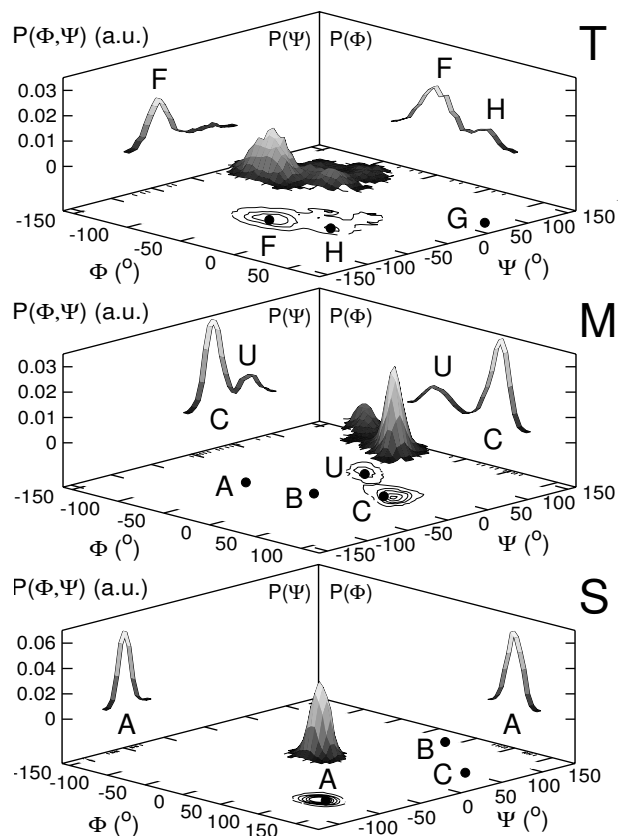 P(Φ,Ψ) (a.u.) P(Ψ) P(Φ) T
F F
0.03 H
0.02
0.01
0
-150 150
-100 G 100
-50 F H 50
Φ (o) 0 0 Ψ (o)
50 -50
-100
P(Φ,Ψ) (a.u.) P(Ψ) P(Φ) M
0.03 U U
0.02 C C
0.01
0
-150 U 150
-100 A B C 100
-50 50
Φ (o) 0 0 Ψ (o)
50 -50
100 -100
-150
P(Φ,Ψ) (a.u.) P(Ψ) P(Φ) S
0.06
0.04
0.02
0 A A
B
-150 A C 150
-100 100
-50 50
Φ (o) 0 0 Ψ (o)
50 -50
100 -100
150